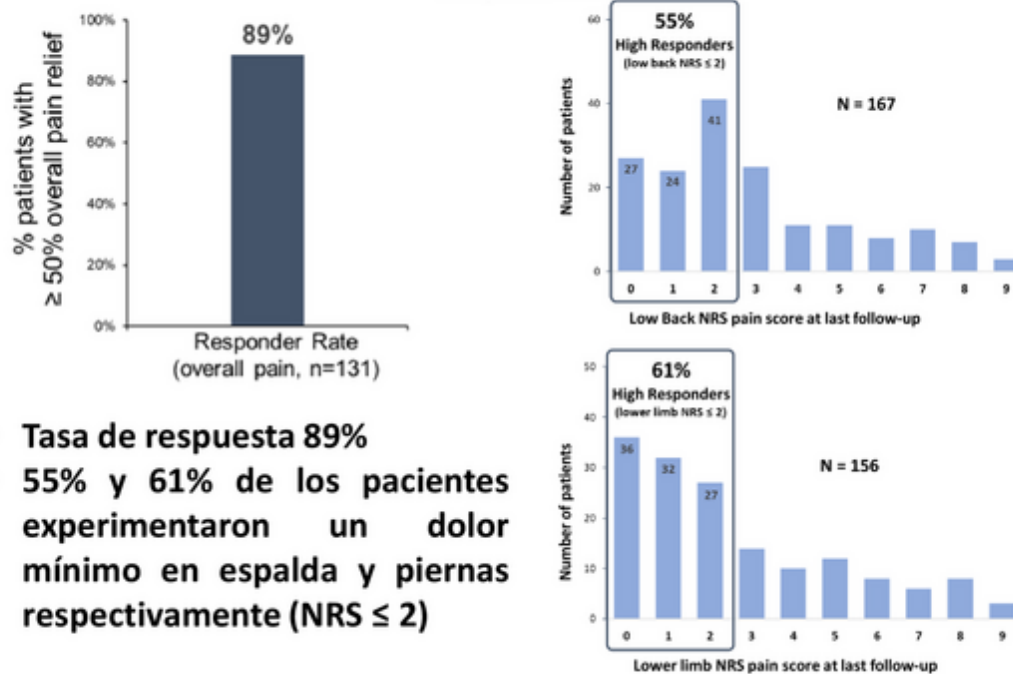 % patients with
≥ 50% overall pain relief
100%
80%
60%
40%
20%
0%
89%
Responder Rate
(overall pain, n=131)
Tasa de respuesta 89%
55% y 61% de los pacientes
experimentaron un dolor
mínimo en espalda y piernas
respectivamente (NRS ≤ 2)
Number of patients
60
40
20
0
55%
High Responders
(low back NRS ≤ 2)
N = 167
27
24
41
0 1 2 3 4 5 6 7 8 9
Low Back NRS pain score at last follow-up
Number of patients
50
40
30
20
10
0
61%
High Responders
(lower limb NRS ≤ 2)
N = 156
36
32
27
0 1 2 3 4 5 6 7 8 9
Lower limb NRS pain score at last follow-up